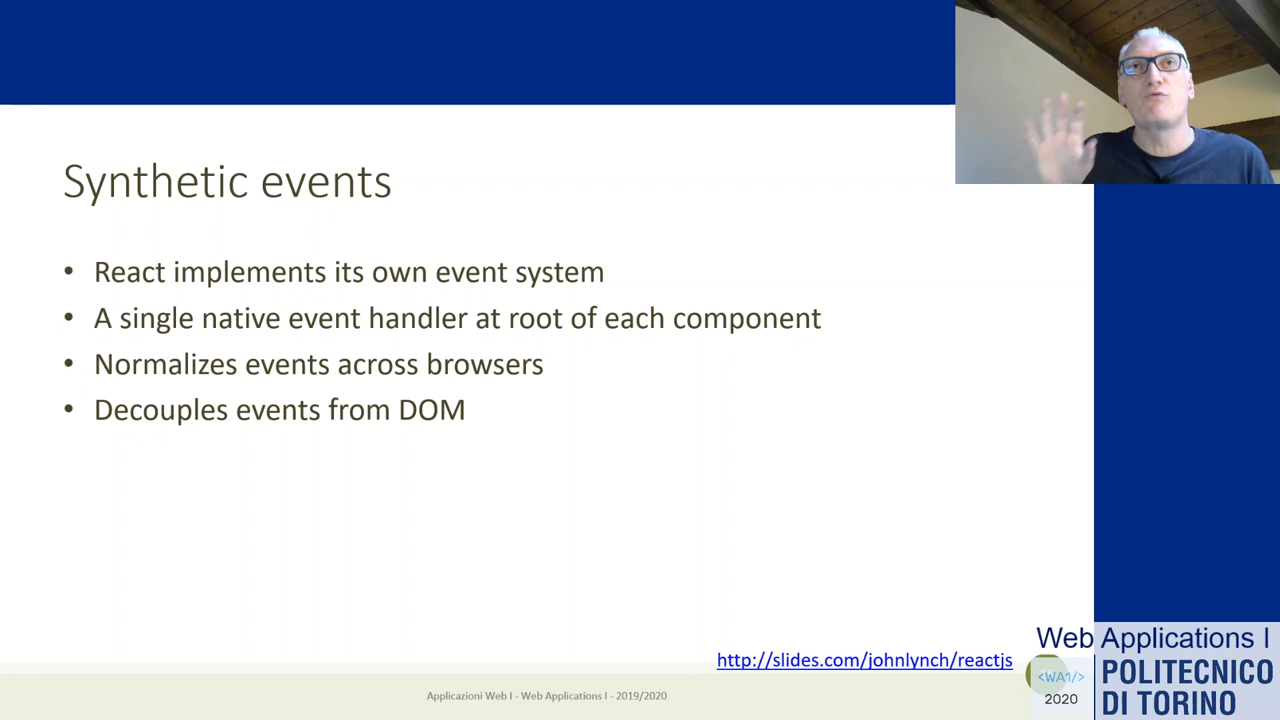 Synthetic events
• React implements its own event system
• A single native event handler at root of each component
• Normalizes events across browsers
• Decouples events from DOM
http://slides.com/johnlynch/reactjs
Applicazioni Web I - Web Applications I - 2019/2020
Web Applications I
<WA1/>
2020
POLITECNICO
DI TORINO